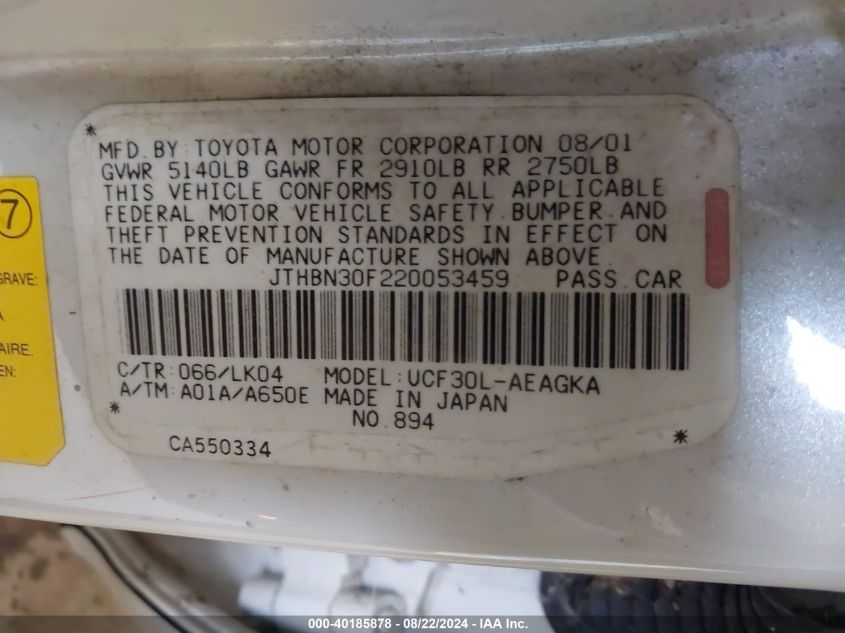 MFD. BY TOYOTA MOTOR CORPORATION 08/01
GVWR 5140LB GAWR FR 2910LB RR 2750LB
THIS VEHICLE CONFORMS TO ALL APPLICABLE
FEDERAL MOTOR VEHICLE SAFETY, BUMPER, AND
THEFT PREVENTION STANDARDS IN EFFECT ON
THE DATE OF MANUFACTURE SHOWN ABOVE.
JTHBN30F220053459 PASS. CAR
C/TR: 066/LK04 MODEL: UCF30L-AEAGKA
A/TM: A01A/A650E MADE IN JAPAN
NO. 894
CA550334
7
GRAVE:
A
AIRE.
EN:
000-40185878 - 08/22/2024 - IAA Inc.